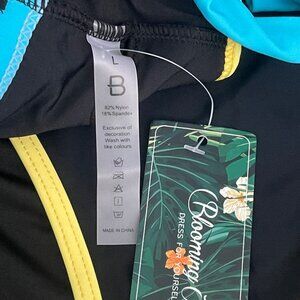 L
B
82% Nylon
18% Spandex
Exclusive of
decoration
Wash with
like colours.
MADE IN CHINA
Blooming
DRESS FOR YOURSEL